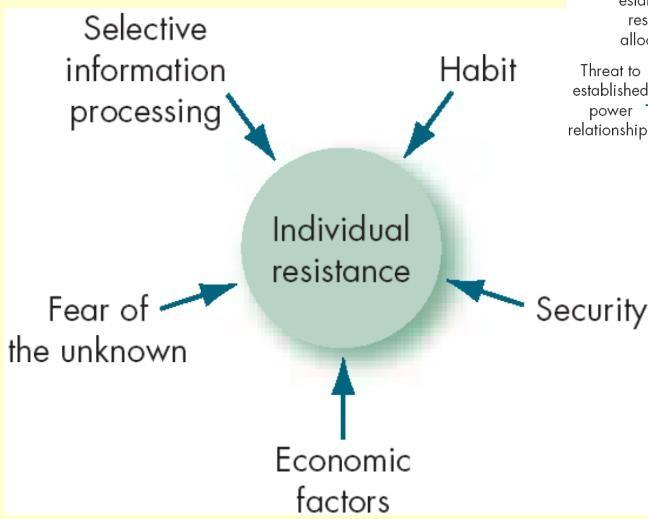 Selective
information
processing
Habit
Individual
resistance
Fear of
the unknown
Security
Economic
factors
Threat to
established
power
relationship